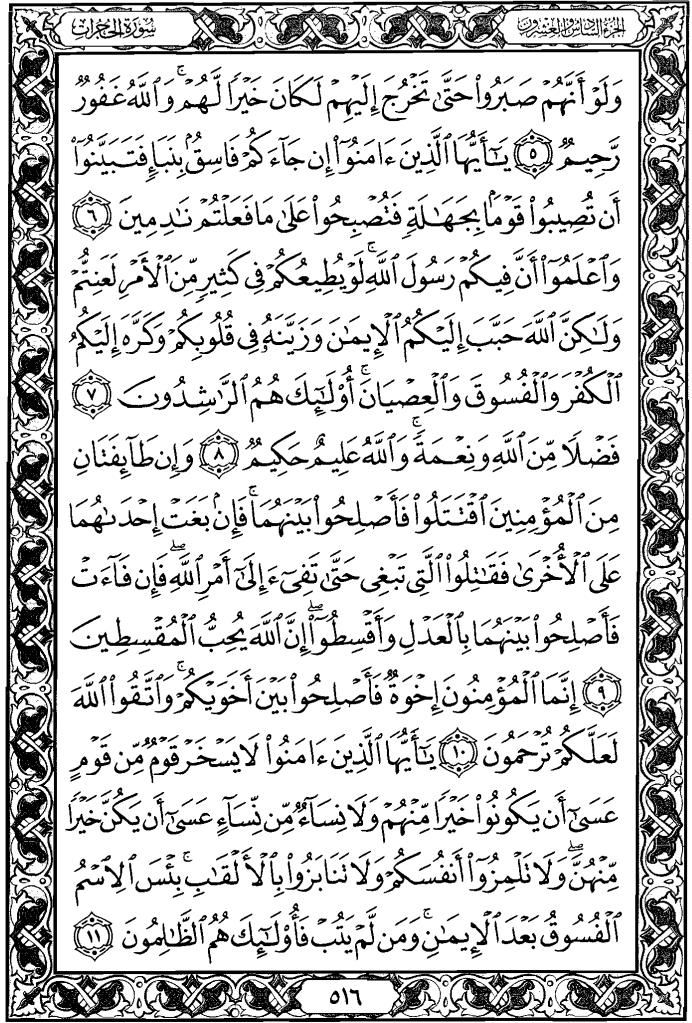 الجزء السادس والعشرون
سورة الحجرات
وَلَوْ أَنَّهُمْ صَبَرُواْ حَتَّىٰ تَخْرُجَ إِلَيْهِمْ لَكَانَ خَيْرًا لَّهُمْ ۚ وَٱللَّهُ غَفُورٌ
رَّحِيمٌ ٥ يَـٰٓأَيُّهَا ٱلَّذِينَ ءَامَنُوٓاْ إِن جَآءَكُمْ فَاسِقٌۢ بِنَبَإٍ فَتَبَيَّنُوٓاْ
أَن تُصِيبُواْ قَوْمًۢا بِجَهَـٰلَةٍ فَتُصْبِحُواْ عَلَىٰ مَا فَعَلْتُمْ نَـٰدِمِينَ ٦
وَٱعْلَمُوٓاْ أَنَّ فِيكُمْ رَسُولَ ٱللَّهِ ۚ لَوْ يُطِيعُكُمْ فِى كَثِيرٍ مِّنَ ٱلْأَمْرِ لَعَنِتُّمْ
وَلَـٰكِنَّ ٱللَّهَ حَبَّبَ إِلَيْكُمُ ٱلْإِيمَـٰنَ وَزَيَّنَهُۥ فِى قُلُوبِكُمْ وَكَرَّهَ إِلَيْكُمُ
ٱلْكُفْرَ وَٱلْفُسُوقَ وَٱلْعِصْيَانَ ۚ أُوْلَـٰٓئِكَ هُمُ ٱلرَّٰشِدُونَ ٧
فَضْلًا مِّنَ ٱللَّهِ وَنِعْمَةً ۚ وَٱللَّهُ عَلِيمٌ حَكِيمٌ ٨ وَإِن طَآئِفَتَانِ
مِنَ ٱلْمُؤْمِنِينَ ٱقْتَتَلُواْ فَأَصْلِحُواْ بَيْنَهُمَا ۖ فَإِنۢ بَغَتْ إِحْدَىٰهُمَا
عَلَى ٱلْأُخْرَىٰ فَقَـٰتِلُواْ ٱلَّتِى تَبْغِى حَتَّىٰ تَفِىٓءَ إِلَىٰٓ أَمْرِ ٱللَّهِ ۚ فَإِن فَآءَتْ
فَأَصْلِحُواْ بَيْنَهُمَا بِٱلْعَدْلِ وَأَقْسِطُوٓاْ ۖ إِنَّ ٱللَّهَ يُحِبُّ ٱلْمُقْسِطِينَ
٩ إِنَّمَا ٱلْمُؤْمِنُونَ إِخْوَةٌ فَأَصْلِحُواْ بَيْنَ أَخَوَيْكُمْ ۚ وَٱتَّقُواْ ٱللَّهَ
لَعَلَّكُمْ تُرْحَمُونَ ١٠ يَـٰٓأَيُّهَا ٱلَّذِينَ ءَامَنُواْ لَا يَسْخَرْ قَوْمٌ مِّن قَوْمٍ
عَسَىٰٓ أَن يَكُونُواْ خَيْرًا مِّنْهُمْ وَلَا نِسَآءٌ مِّن نِّسَآءٍ عَسَىٰٓ أَن يَكُنَّ خَيْرًا
مِّنْهُنَّ ۖ وَلَا تَلْمِزُوٓاْ أَنفُسَكُمْ وَلَا تَنَابَزُواْ بِٱلْأَلْقَـٰبِ ۖ بِئْسَ ٱلِٱسْمُ
ٱلْفُسُوقُ بَعْدَ ٱلْإِيمَـٰنِ ۚ وَمَن لَّمْ يَتُبْ فَأُوْلَـٰٓئِكَ هُمُ ٱلظَّـٰلِمُونَ ١١
٥١٦